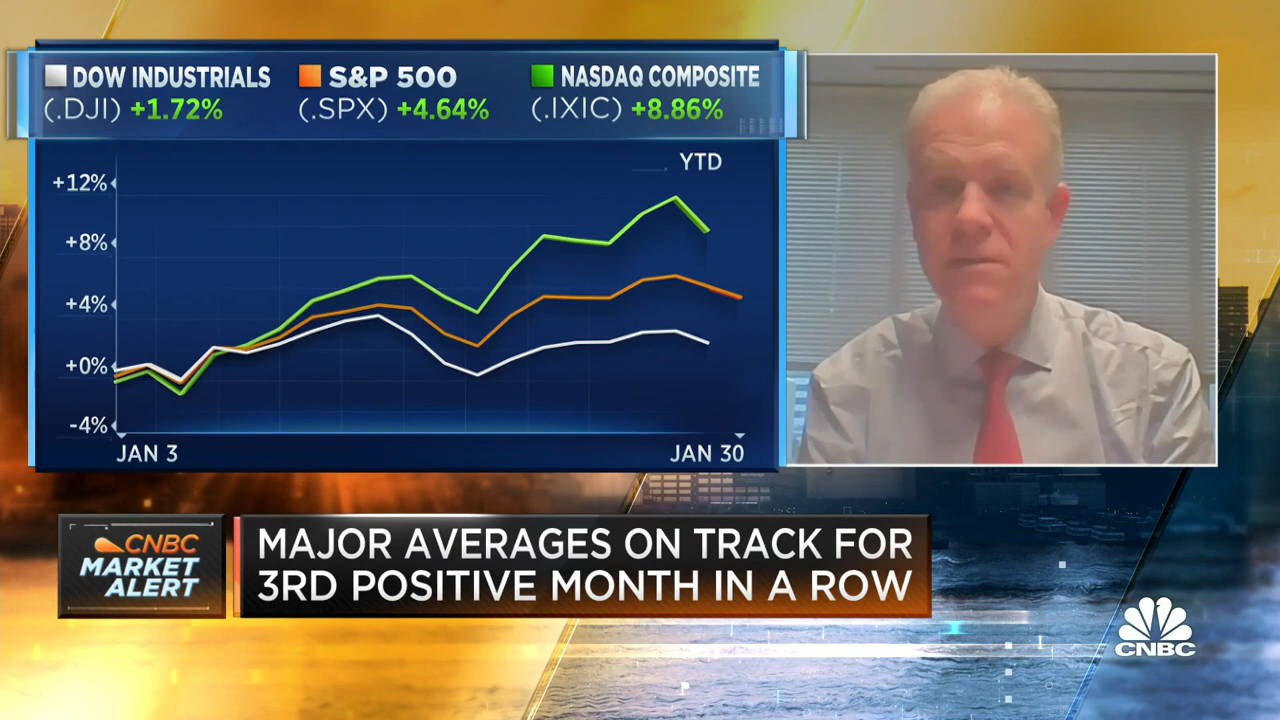 DOW INDUSTRIALS
(.DJI) +1.72%
S&P 500
(.SPX) +4.64%
NASDAQ COMPOSITE
(.IXIC) +8.86%
YTD
+12%
+8%
+4%
+0%
-4%
JAN 3
JAN 30
CNBC
MARKET
ALERT
MAJOR AVERAGES ON TRACK FOR
3RD POSITIVE MONTH IN A ROW
CNBC